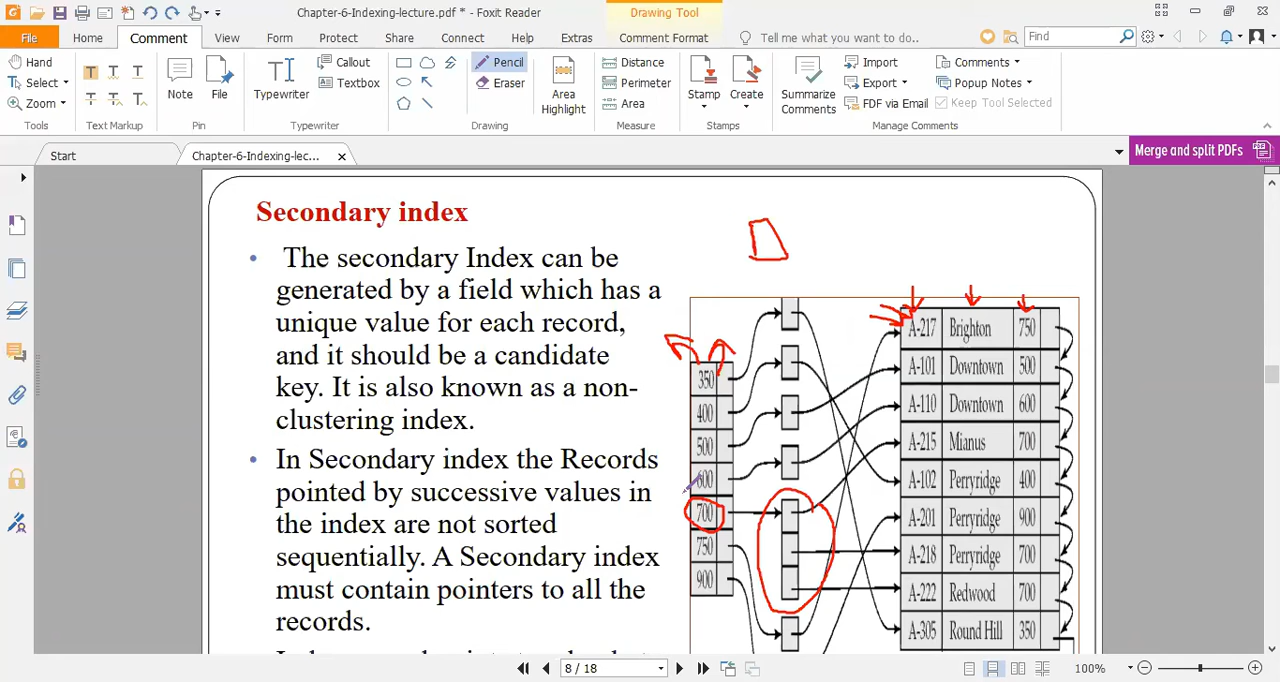 Chapter-6-Indexing-lecture.pdf * - Foxit Reader
Drawing Tool
File Home Comment View Form Protect Share Connect Help Extras Comment Format Tell me what you want to do.. Find
Hand
Select
Zoom
Tools
Text Markup
Note
File
Pin
Typewriter
Callout
Textbox
Typewriter
Pencil
Eraser
Drawing
Area Highlight
Distance
Perimeter
Area
Measure
Stamp
Create
Stamps
Summarize Comments
Import
Export
FDF via Email
Comments
Popup Notes
Keep Tool Selected
Manage Comments
Start
Chapter-6-Indexing-lec...
Merge and split PDFs
Secondary index
• The secondary Index can be
generated by a field which has a
unique value for each record,
and it should be a candidate
key. It is also known as a non-
clustering index.
• In Secondary index the Records
pointed by successive values in
the index are not sorted
sequentially. A Secondary index
must contain pointers to all the
records.
350
400
500
600
700
750
900
A-217 Brighton 750
A-101 Downtown 500
A-110 Downtown 600
A-215 Mianus 700
A-102 Perryridge 400
A-201 Perryridge 900
A-218 Perryridge 700
A-222 Redwood 700
A-305 Round Hill 350
8 / 18
100%